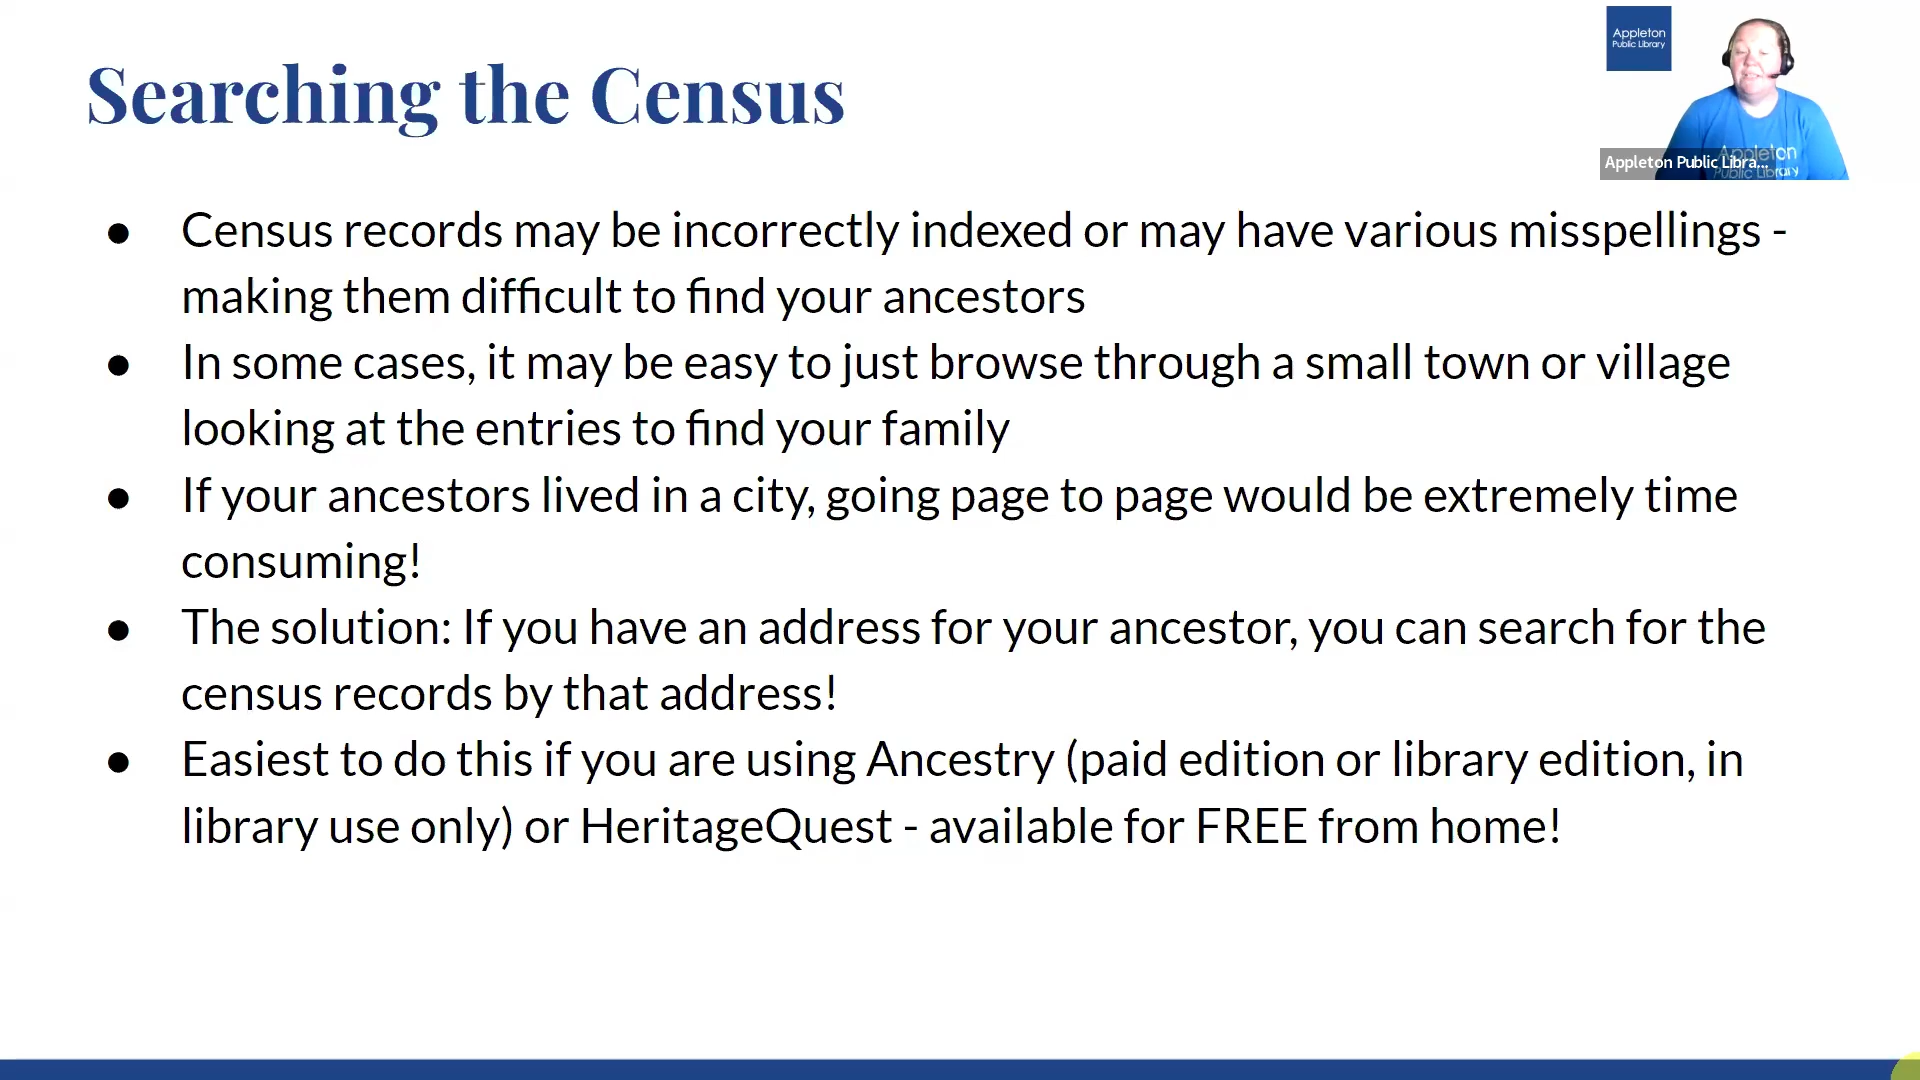 Searching the Census
Appleton
Public Library
Appleton
Public Library
Appleton Public Libra...
● Census records may be incorrectly indexed or may have various misspellings -
making them difficult to find your ancestors
● In some cases, it may be easy to just browse through a small town or village
looking at the entries to find your family
● If your ancestors lived in a city, going page to page would be extremely time
consuming!
● The solution: If you have an address for your ancestor, you can search for the
census records by that address!
● Easiest to do this if you are using Ancestry (paid edition or library edition, in
library use only) or HeritageQuest - available for FREE from home!